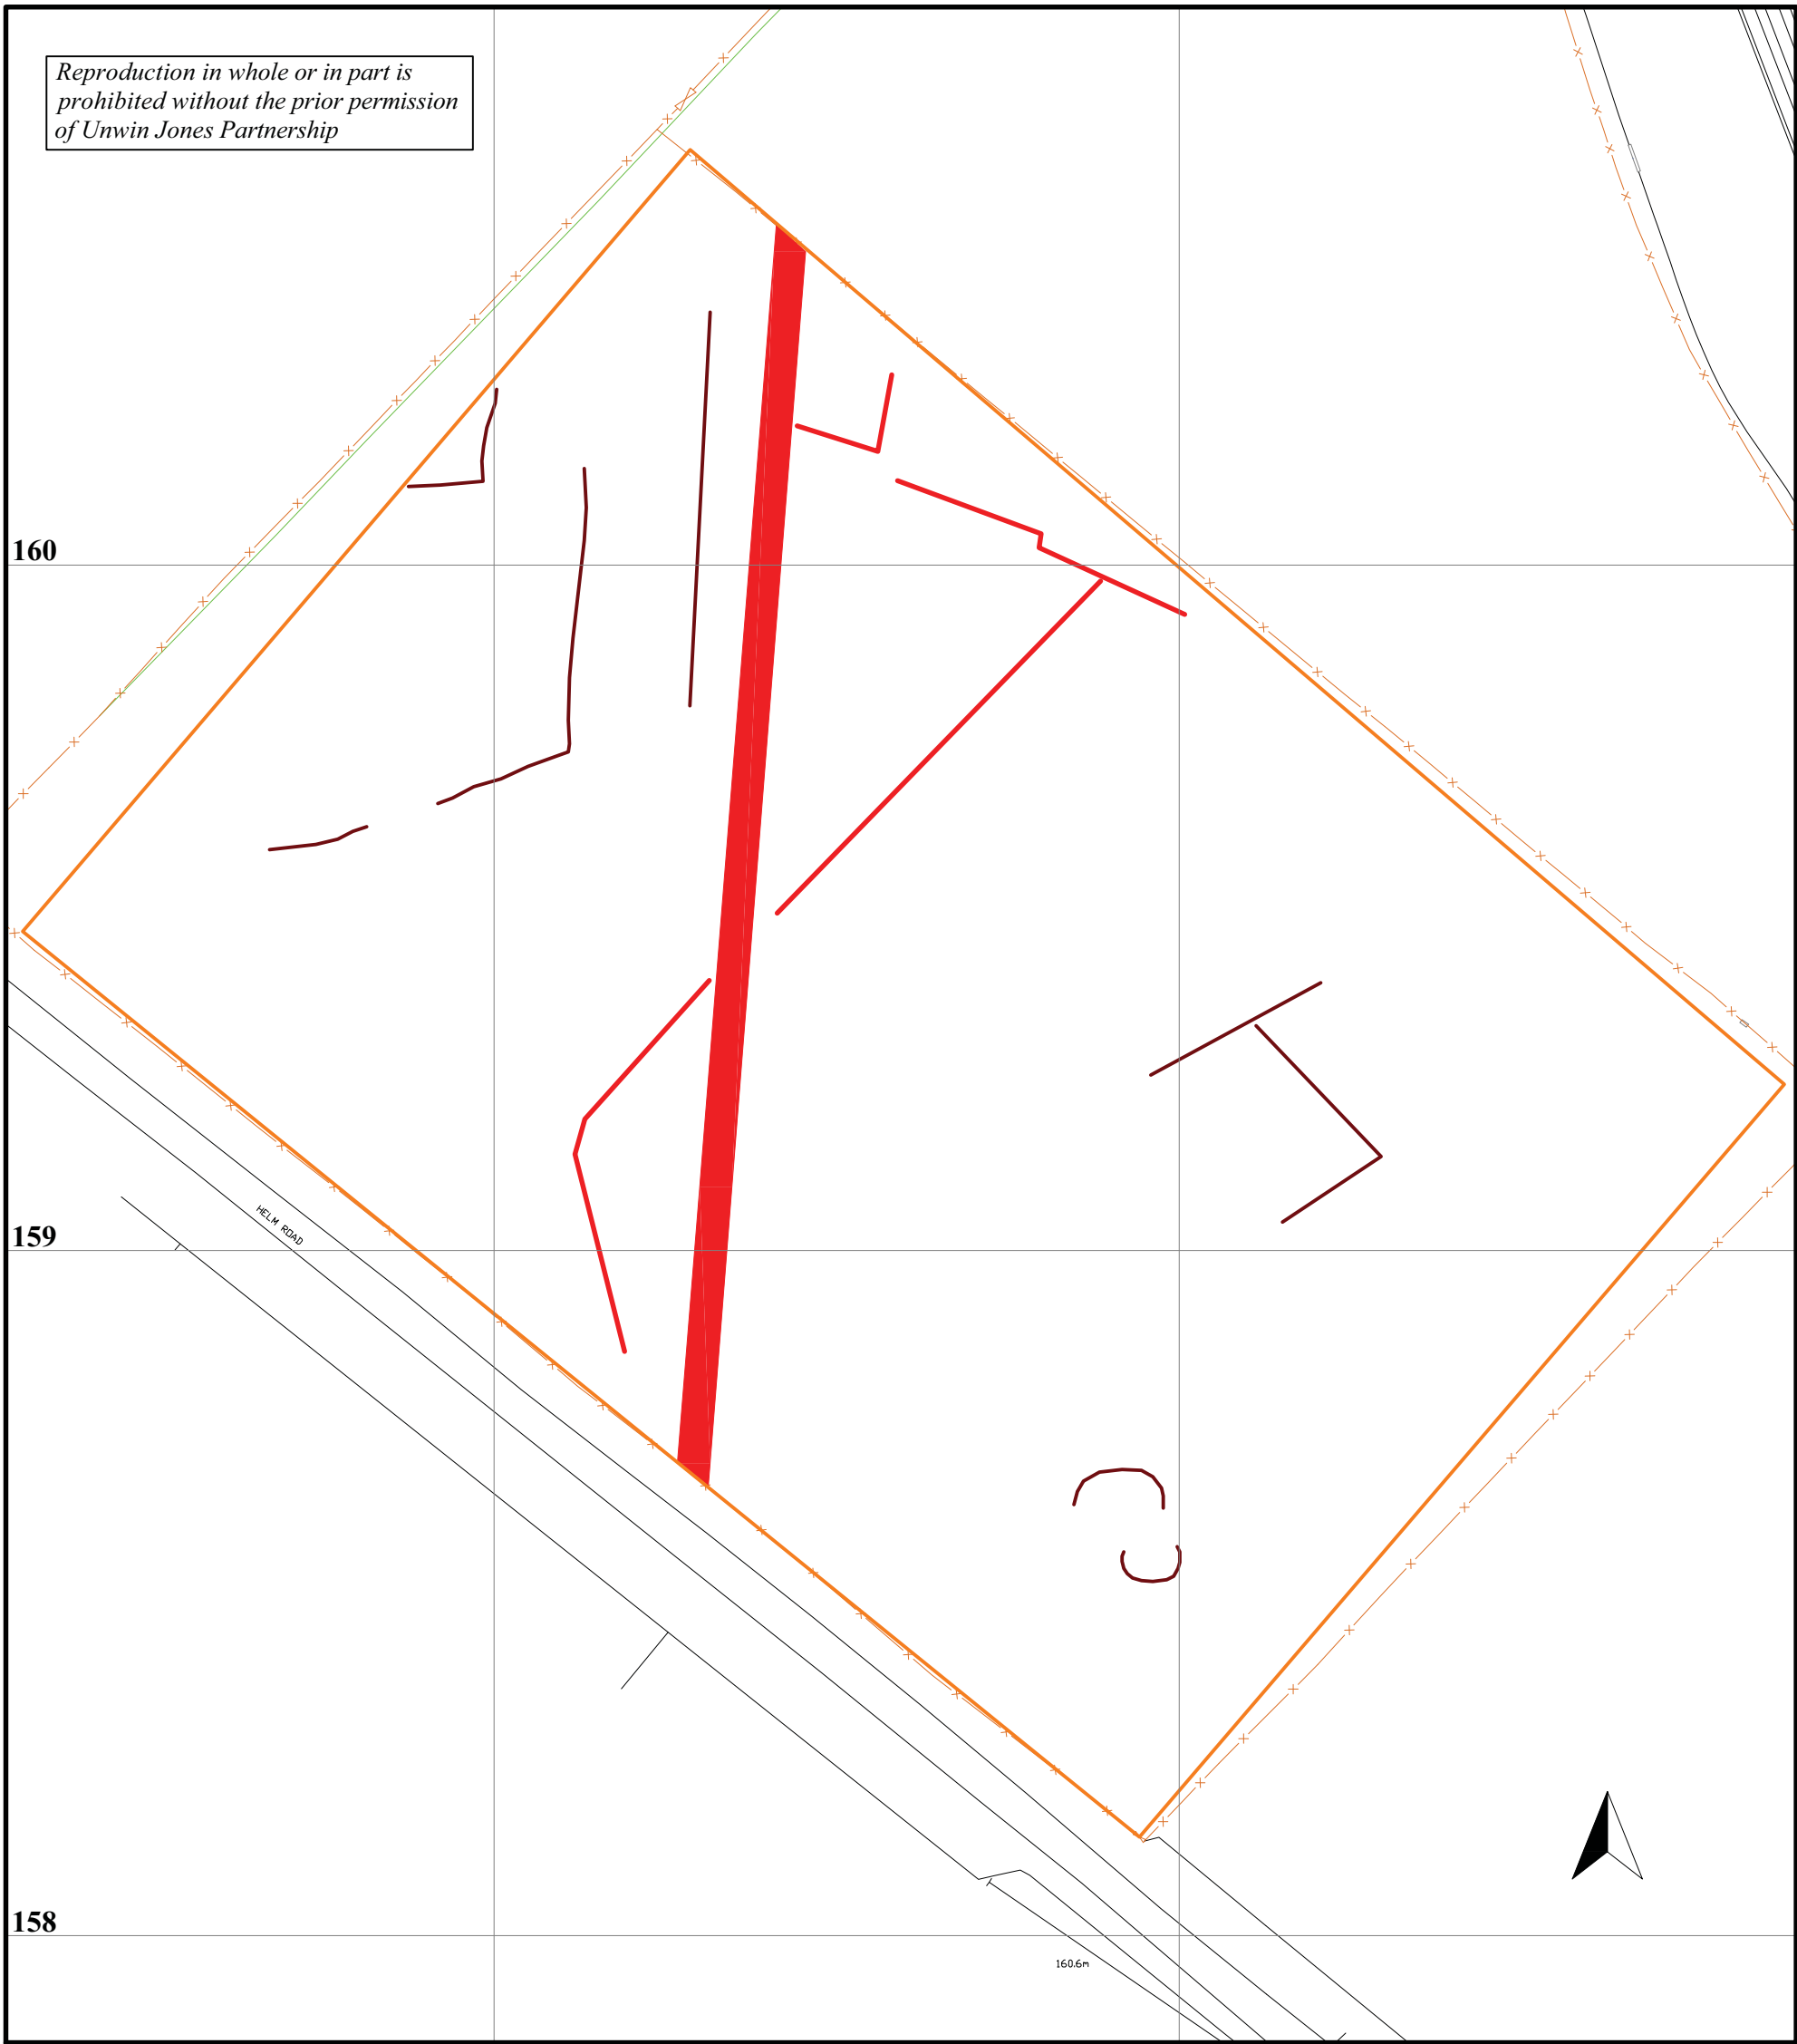 Reproduction in whole or in part is
prohibited without the prior permission
of Unwin Jones Partnership
160
159
HELM ROAD
158
160.6m